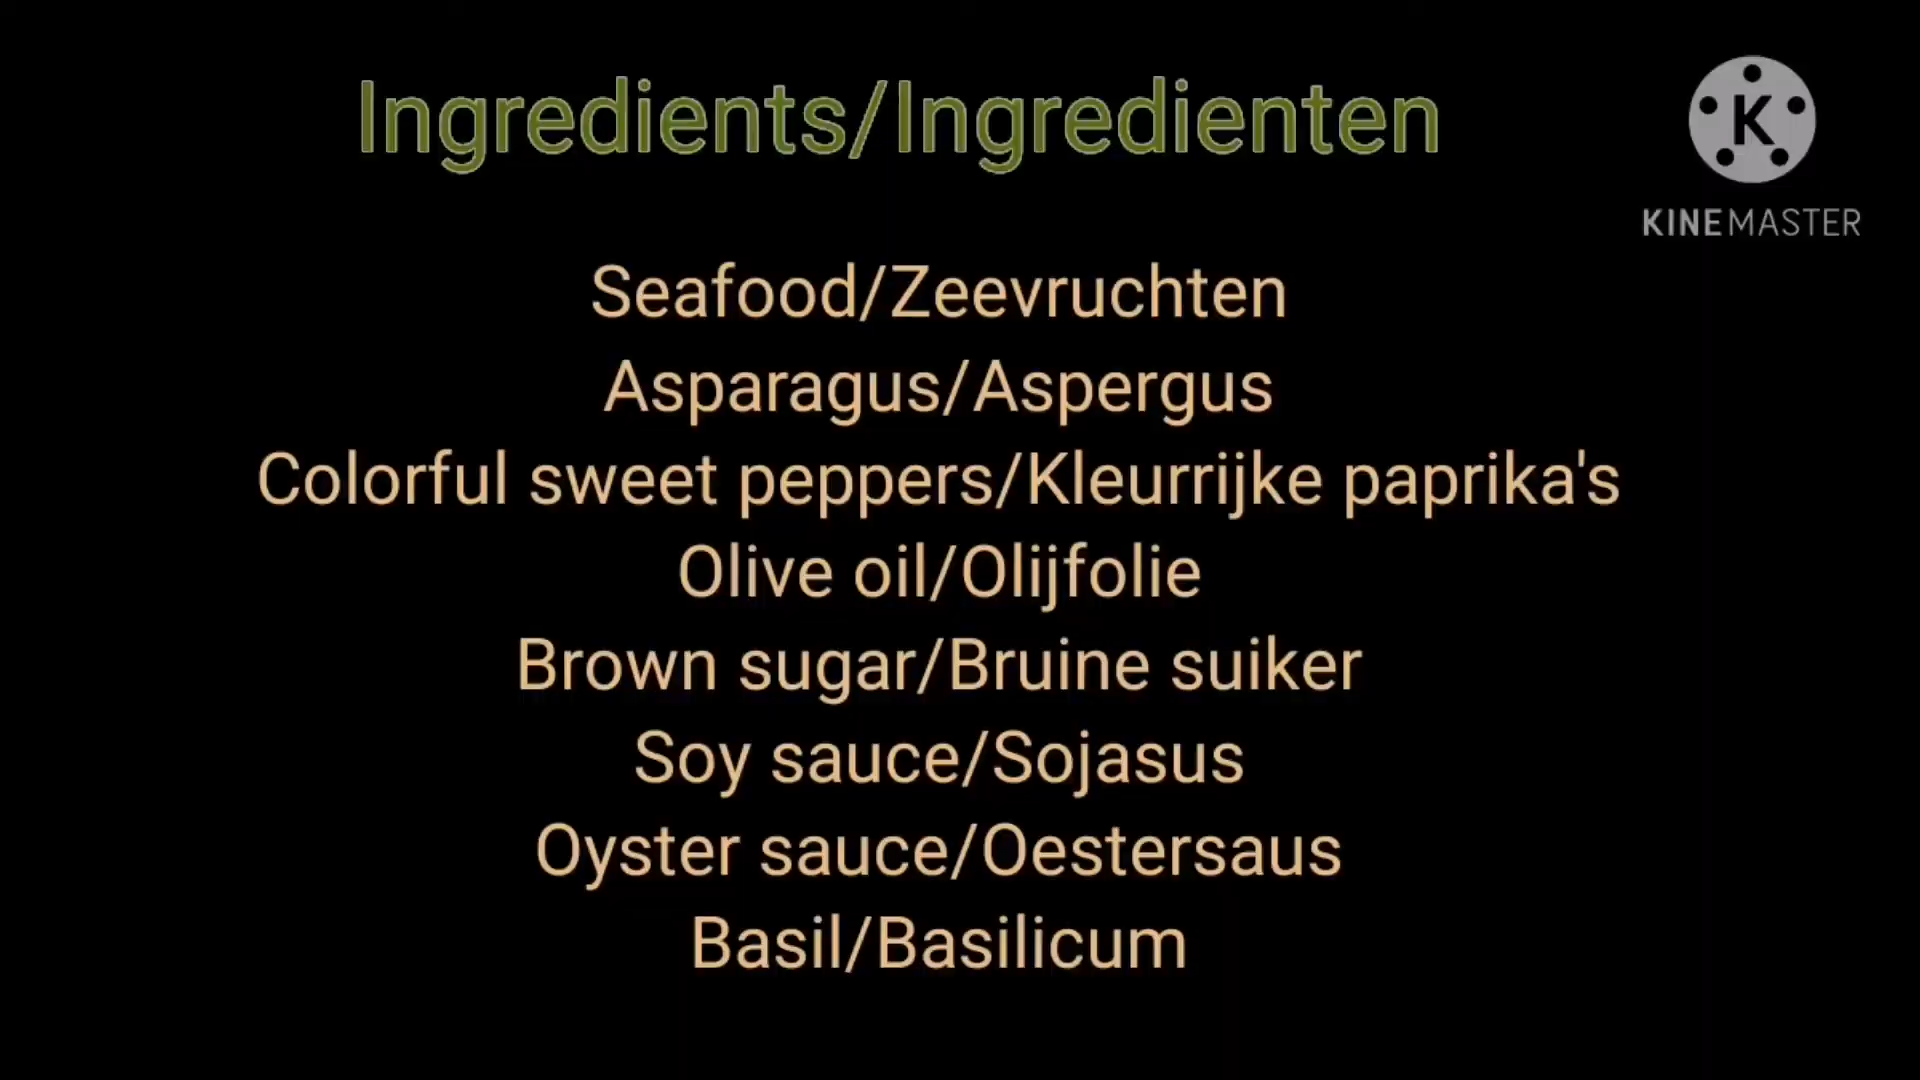 Ingredients/Ingredienten
K
KINEMASTER
Seafood/Zeevruchten
Asparagus/Aspergus
Colorful sweet peppers/Kleurrijke paprika's
Olive oil/Olijfolie
Brown sugar/Bruine suiker
Soy sauce/Sojasus
Oyster sauce/Oestersaus
Basil/Basilicum